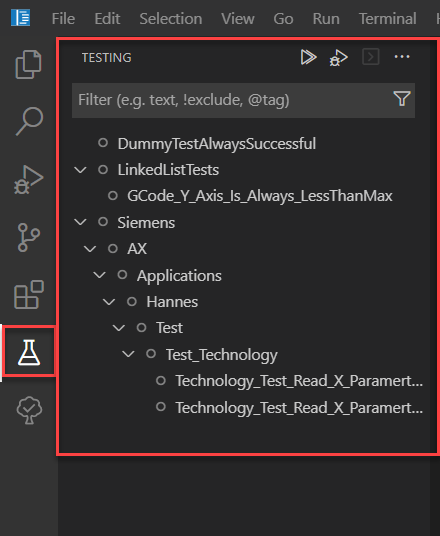 File Edit Selection View Go Run Terminal
TESTING
Filter (e.g. text, !exclude, @tag)
DummyTestAlwaysSuccessful
LinkedListTests
GCode_Y_Axis_Is_Always_LessThanMax
Siemens
AX
Applications
Hannes
Test
Test_Technology
Technology_Test_Read_X_Paramert...
Technology_Test_Read_X_Paramert...